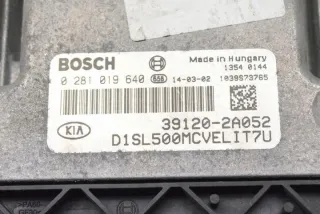 BOSCH
Made in Hungary
1354 0144
0 281 019 640
14-03-02
1039S73765
KIA
39120-2A052
D1SL500MCVELIT7U